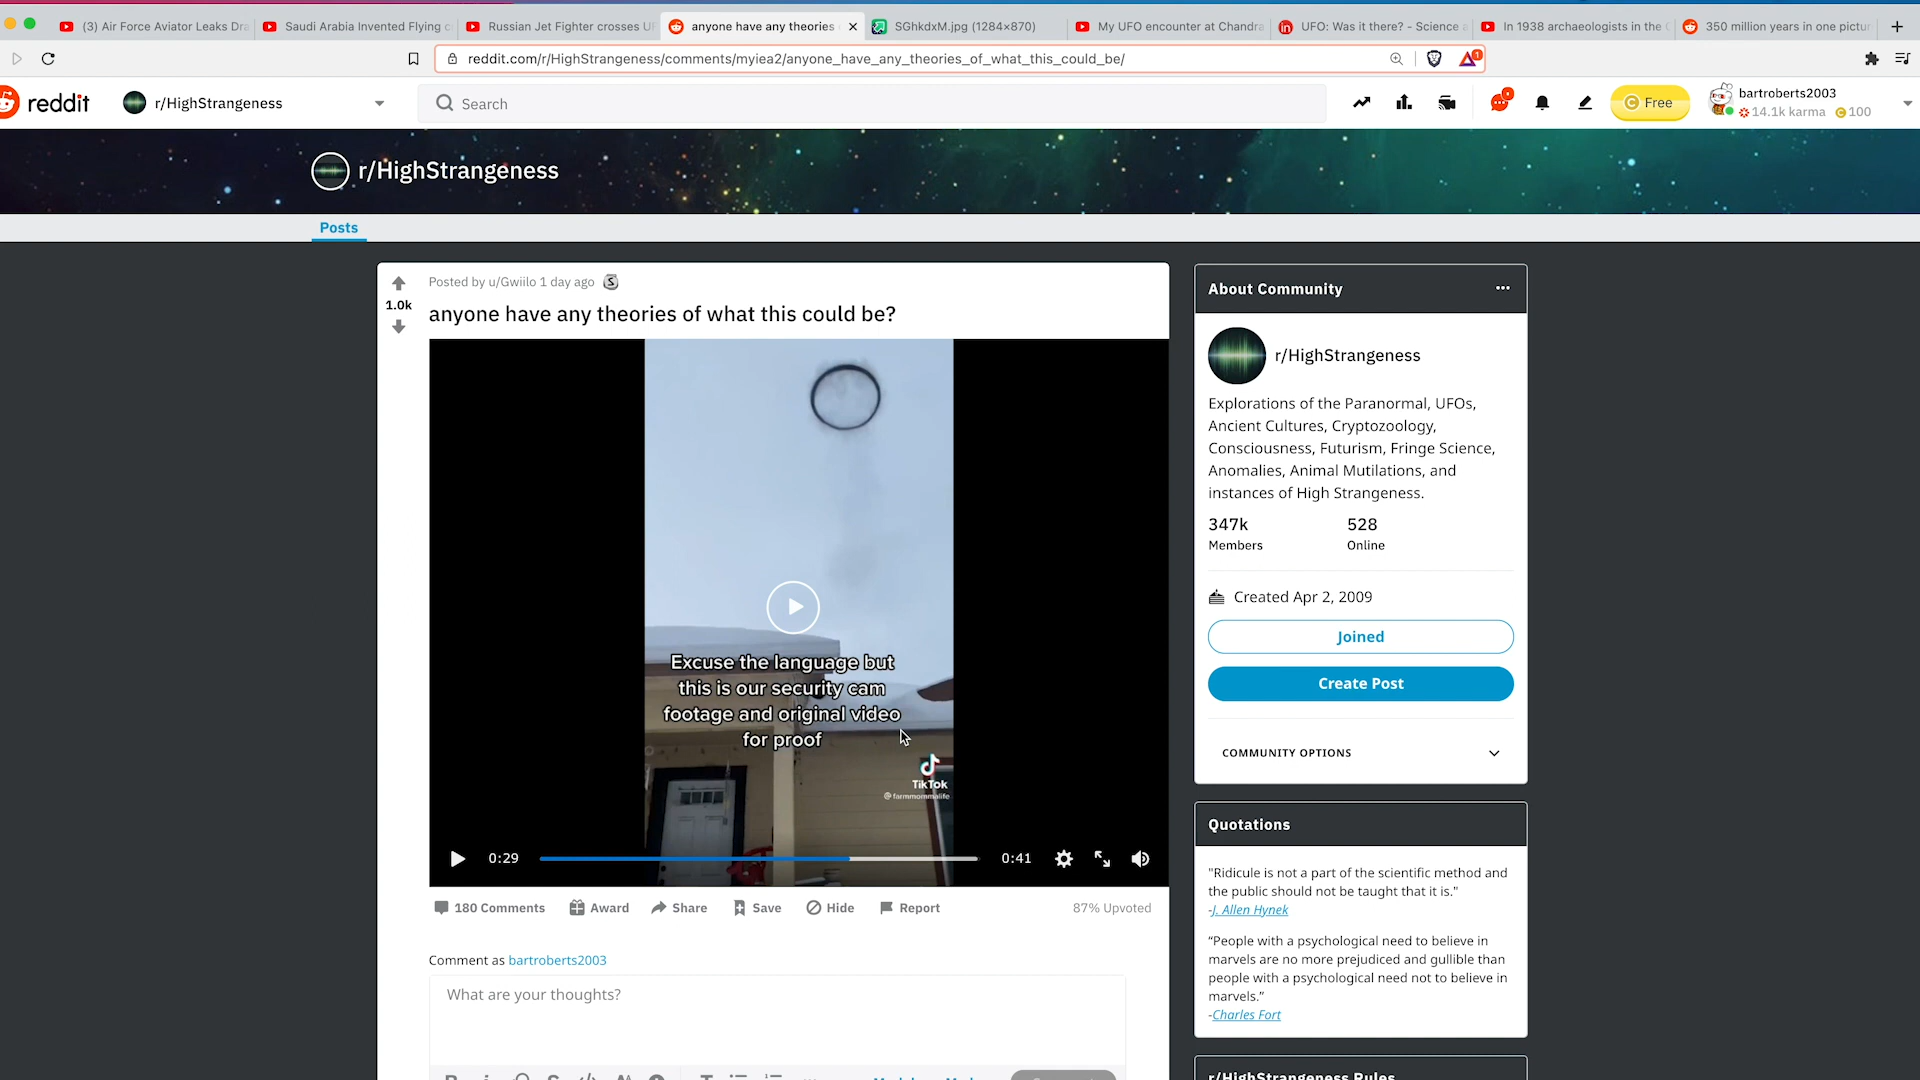 (3) Air Force Aviator Leaks Dra
Saudi Arabia Invented Flying c
Russian Jet Fighter crosses U
anyone have any theories
SGhkdxM.jpg (1284×870)
My UFO encounter at Chandra
UFO: Was it there? - Science a
In 1938 archaeologists in the
350 million years in one pictur
reddit.com/r/HighStrangeness/comments/myiea2/anyone_have_any_theories_of_what_this_could_be/
1
reddit
r/HighStrangeness
Search
Free
bartroberts2003
14.1k karma
100
r/HighStrangeness
Posts
Posted by u/Gwiilo 1 day ago
1.0k
anyone have any theories of what this could be?
Excuse the language but
this is our security cam
footage and original video
for proof
TikTok
@farmmommalife
0:29
0:41
180 Comments
Award
Share
Save
Hide
Report
87% Upvoted
Comment as bartroberts2003
What are your thoughts?
About Community
r/HighStrangeness
Explorations of the Paranormal, UFOs,
Ancient Cultures, Cryptozoology,
Consciousness, Futurism, Fringe Science,
Anomalies, Animal Mutilations, and
instances of High Strangeness.
347k
528
Members
Online
Created Apr 2, 2009
Joined
Create Post
COMMUNITY OPTIONS
Quotations
"Ridicule is not a part of the scientific method and
the public should not be taught that it is."
-J. Allen Hynek
“People with a psychological need to believe in
marvels are no more prejudiced and gullible than
people with a psychological need not to believe in
marvels.”
-Charles Fort
r/HighStrangeness Rules